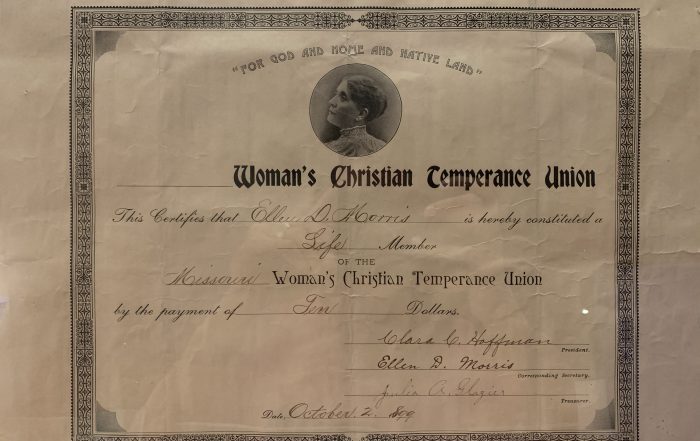 "FOR GOD AND HOME AND NATIVE LAND"
Woman's Christian Temperance Union
This Certifies that Ellen D. Morris is hereby constituted a
Life Member
OF THE
Missouri Woman's Christian Temperance Union
by the payment of Ten Dollars.
Clara C. Hoffman
President.
Ellen D. Morris
Corresponding Secretary.
Julia A. Glazier
Treasurer.
Date, October 2, 1899